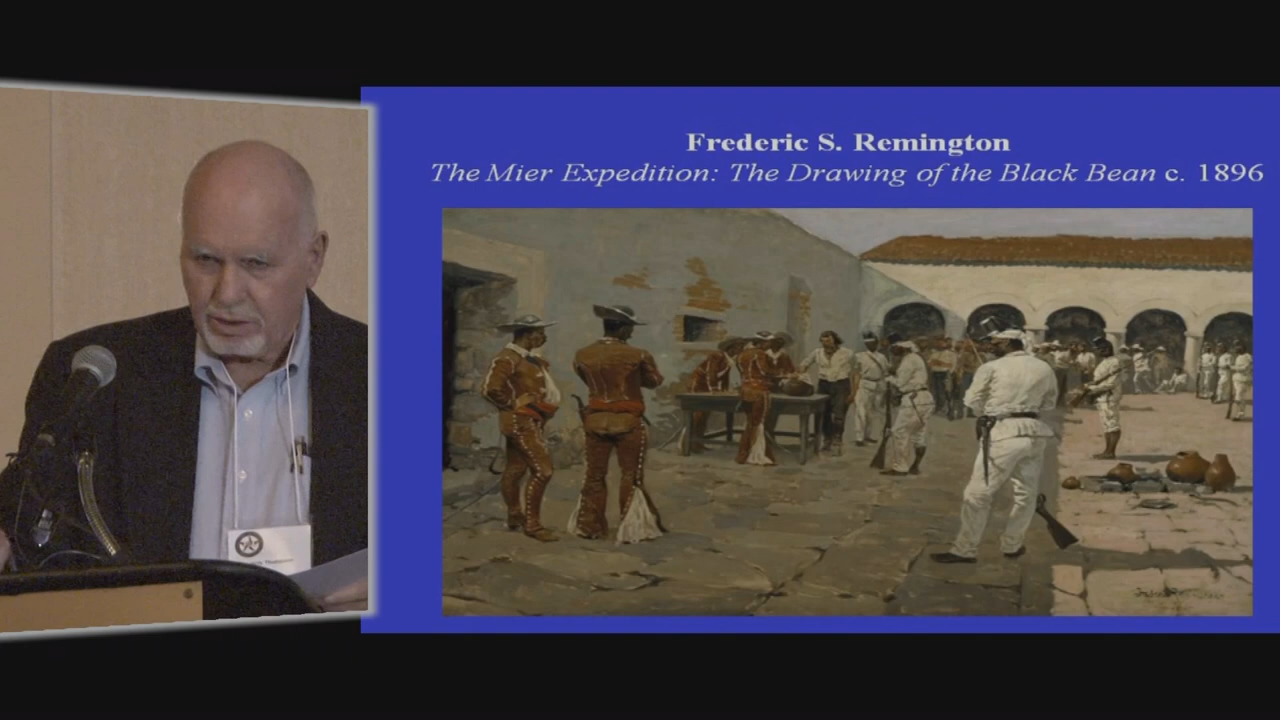 Frederic S. Remington
The Mier Expedition: The Drawing of the Black Bean c. 1896